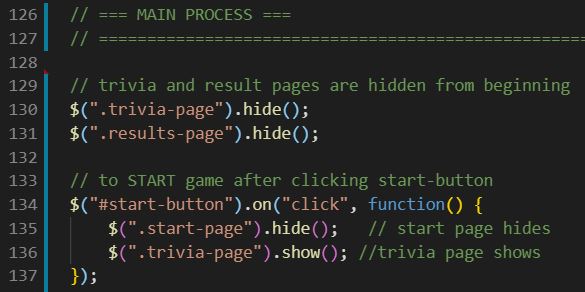 126 // === MAIN PROCESS ===
127 // ================================================
128
129 // trivia and result pages are hidden from beginning
130 $(".trivia-page").hide();
131 $(".results-page").hide();
132
133 // to START game after clicking start-button
134 $("#start-button").on("click", function() {
135     $(".start-page").hide();   // start page hides
136     $(".trivia-page").show(); //trivia page shows
137 });